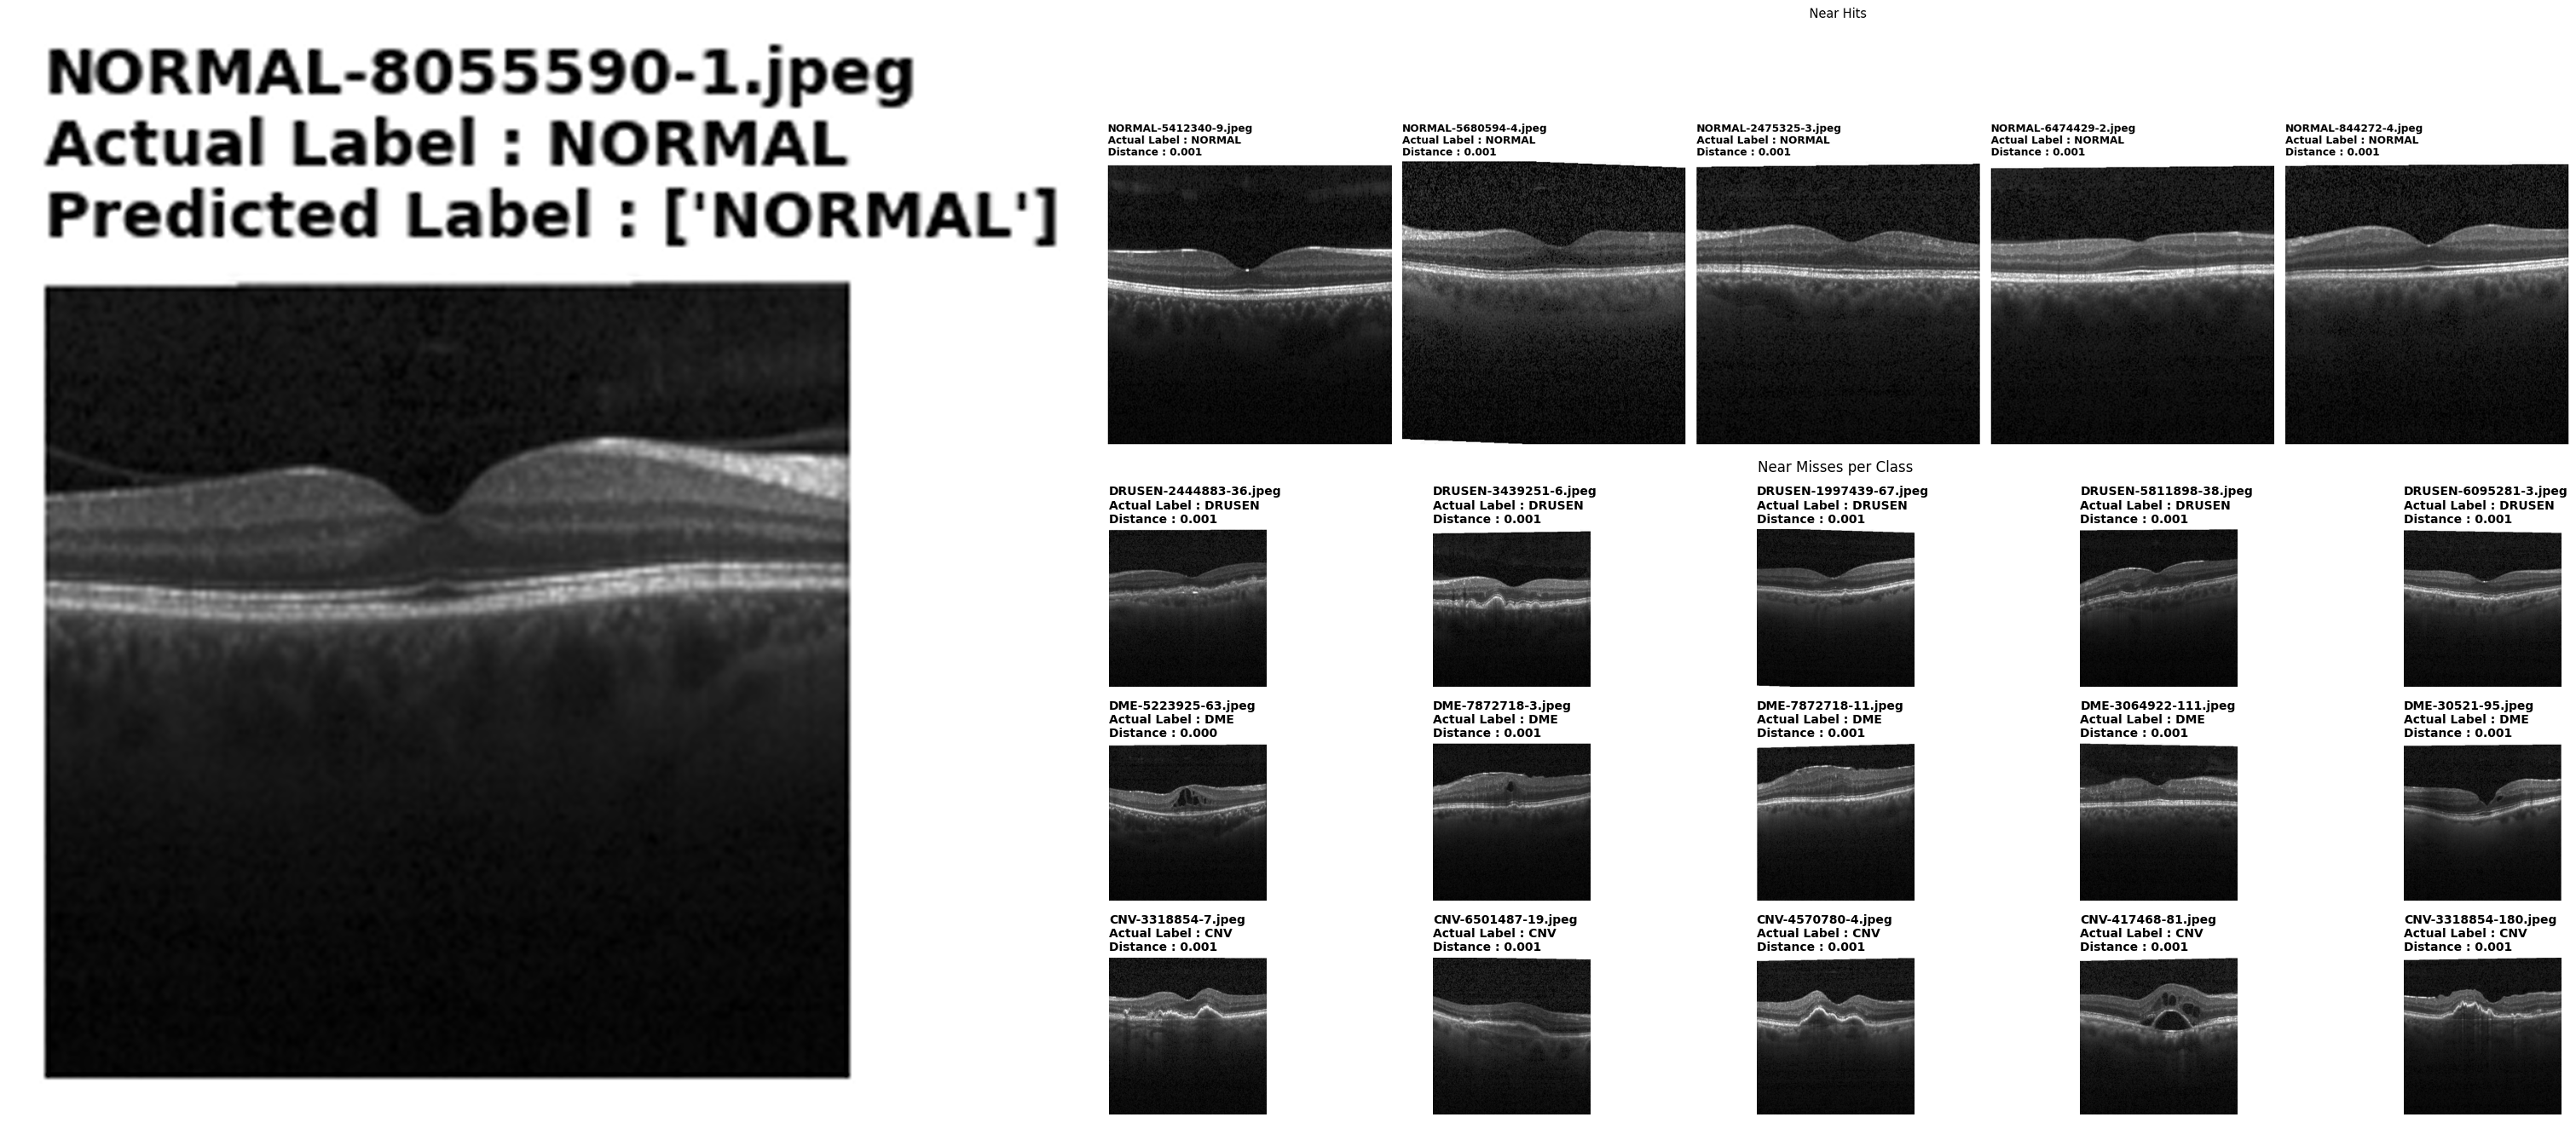 NORMAL-8055590-1.jpeg
Actual Label : NORMAL
Predicted Label : ['NORMAL']
Near Hits
NORMAL-5412340-9.jpeg
Actual Label : NORMAL
Distance : 0.001
NORMAL-5680594-4.jpeg
Actual Label : NORMAL
Distance : 0.001
NORMAL-2475325-3.jpeg
Actual Label : NORMAL
Distance : 0.001
NORMAL-6474429-2.jpeg
Actual Label : NORMAL
Distance : 0.001
NORMAL-844272-4.jpeg
Actual Label : NORMAL
Distance : 0.001
Near Misses per Class
DRUSEN-2444883-36.jpeg
Actual Label : DRUSEN
Distance : 0.001
DRUSEN-3439251-6.jpeg
Actual Label : DRUSEN
Distance : 0.001
DRUSEN-1997439-67.jpeg
Actual Label : DRUSEN
Distance : 0.001
DRUSEN-5811898-38.jpeg
Actual Label : DRUSEN
Distance : 0.001
DRUSEN-6095281-3.jpeg
Actual Label : DRUSEN
Distance : 0.001
DME-5223925-63.jpeg
Actual Label : DME
Distance : 0.000
DME-7872718-3.jpeg
Actual Label : DME
Distance : 0.001
DME-7872718-11.jpeg
Actual Label : DME
Distance : 0.001
DME-3064922-111.jpeg
Actual Label : DME
Distance : 0.001
DME-30521-95.jpeg
Actual Label : DME
Distance : 0.001
CNV-3318854-7.jpeg
Actual Label : CNV
Distance : 0.001
CNV-6501487-19.jpeg
Actual Label : CNV
Distance : 0.001
CNV-4570780-4.jpeg
Actual Label : CNV
Distance : 0.001
CNV-417468-81.jpeg
Actual Label : CNV
Distance : 0.001
CNV-3318854-180.jpeg
Actual Label : CNV
Distance : 0.001